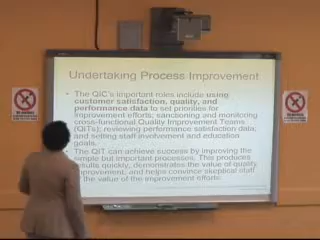 Undertaking Process Improvement
• The QIC's important roles include using
customer satisfaction, quality, and
performance data to set priorities for
improvement efforts; sanctioning and monitoring
cross-functional Quality Improvement Teams
(QITs); reviewing performance satisfaction data;
and setting staff involvement and education
goals.
• The QIT can achieve success by improving the
simple but important processes. This produces
results quickly, demonstrates the value of quality
improvement, and helps convince skeptical staff
of the value of the improvement efforts.